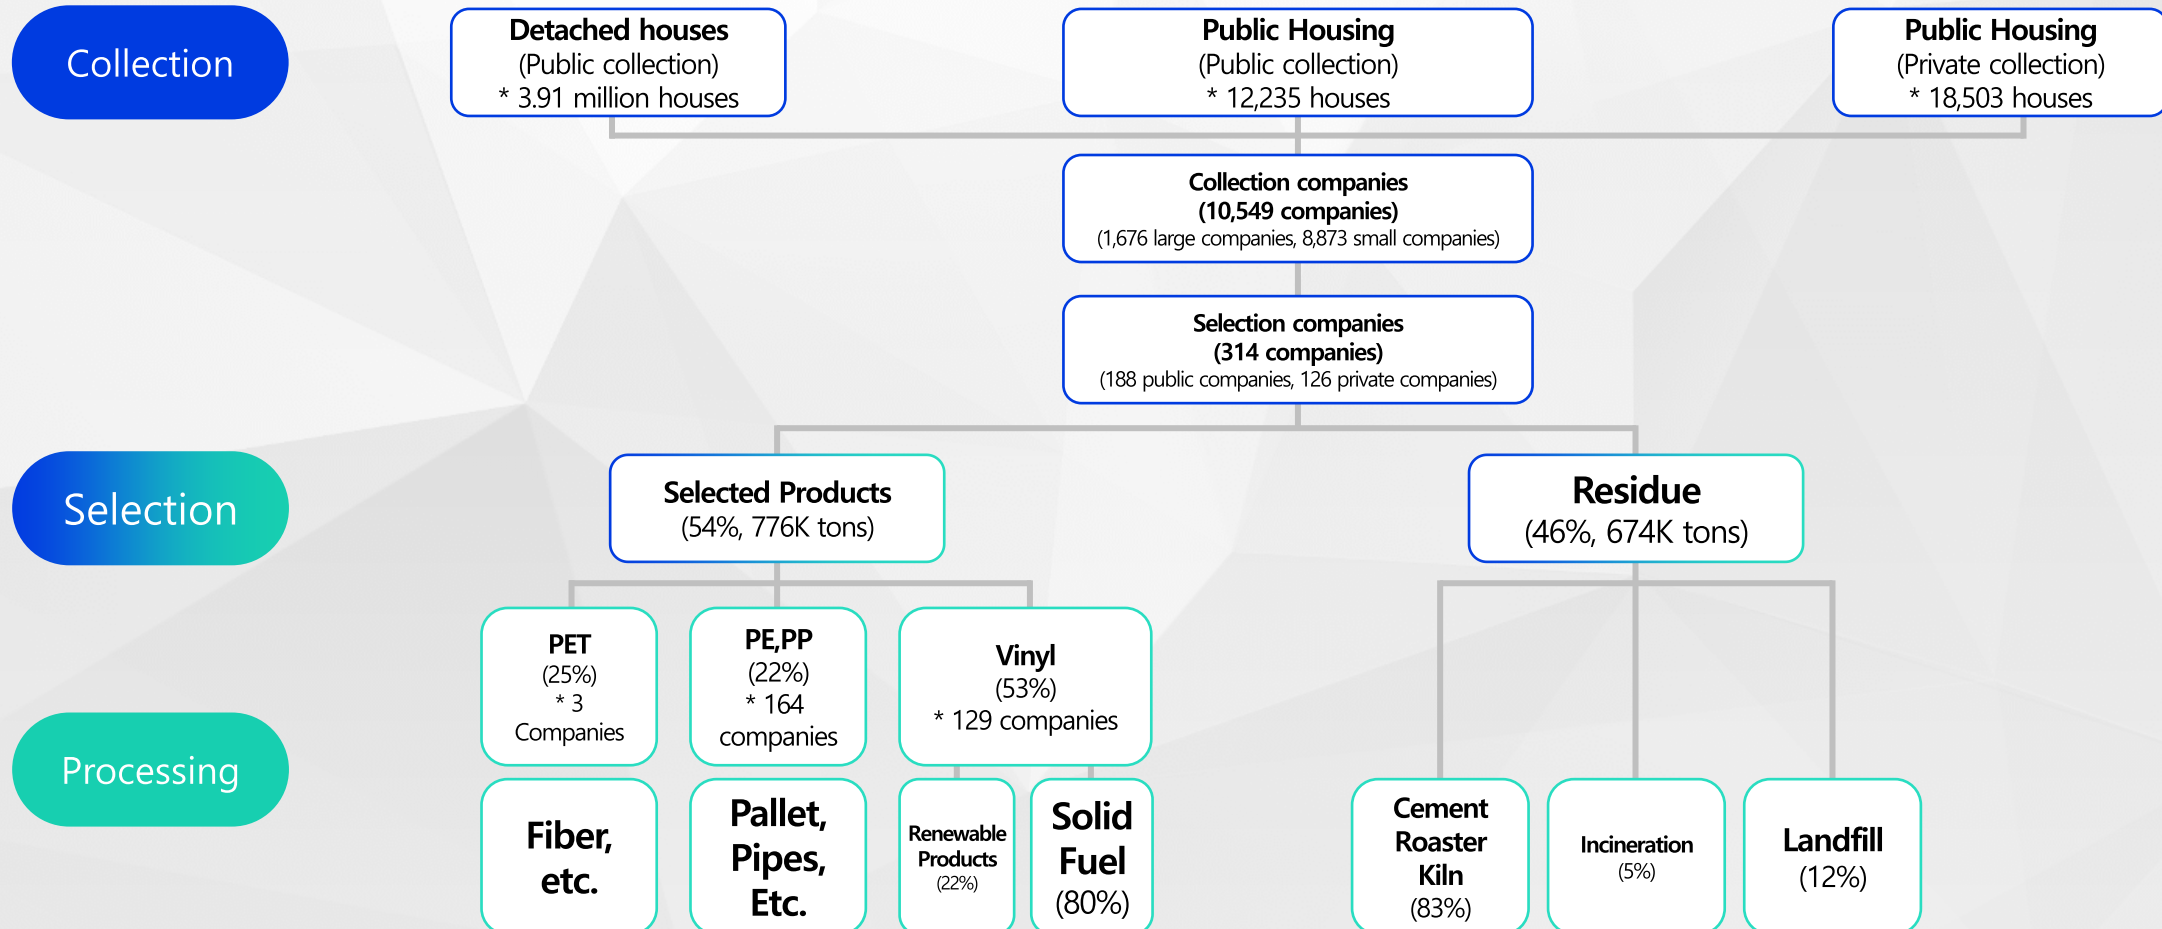 Collection
Detached houses
(Public collection)
* 3.91 million houses
Public Housing
(Public collection)
* 12,235 houses
Public Housing
(Private collection)
* 18,503 houses
Collection companies
(10,549 companies)
(1,676 large companies, 8,873 small companies)
Selection companies
(314 companies)
(188 public companies, 126 private companies)
Selection
Selected Products
(54%, 776K tons)
Residue
(46%, 674K tons)
Processing
PET
(25%)
* 3
Companies
PE,PP
(22%)
* 164
companies
Vinyl
(53%)
* 129 companies
Fiber,
etc.
Pallet,
Pipes,
Etc.
Renewable
Products
(22%)
Solid
Fuel
(80%)
Cement
Roaster
Kiln
(83%)
Incineration
(5%)
Landfill
(12%)